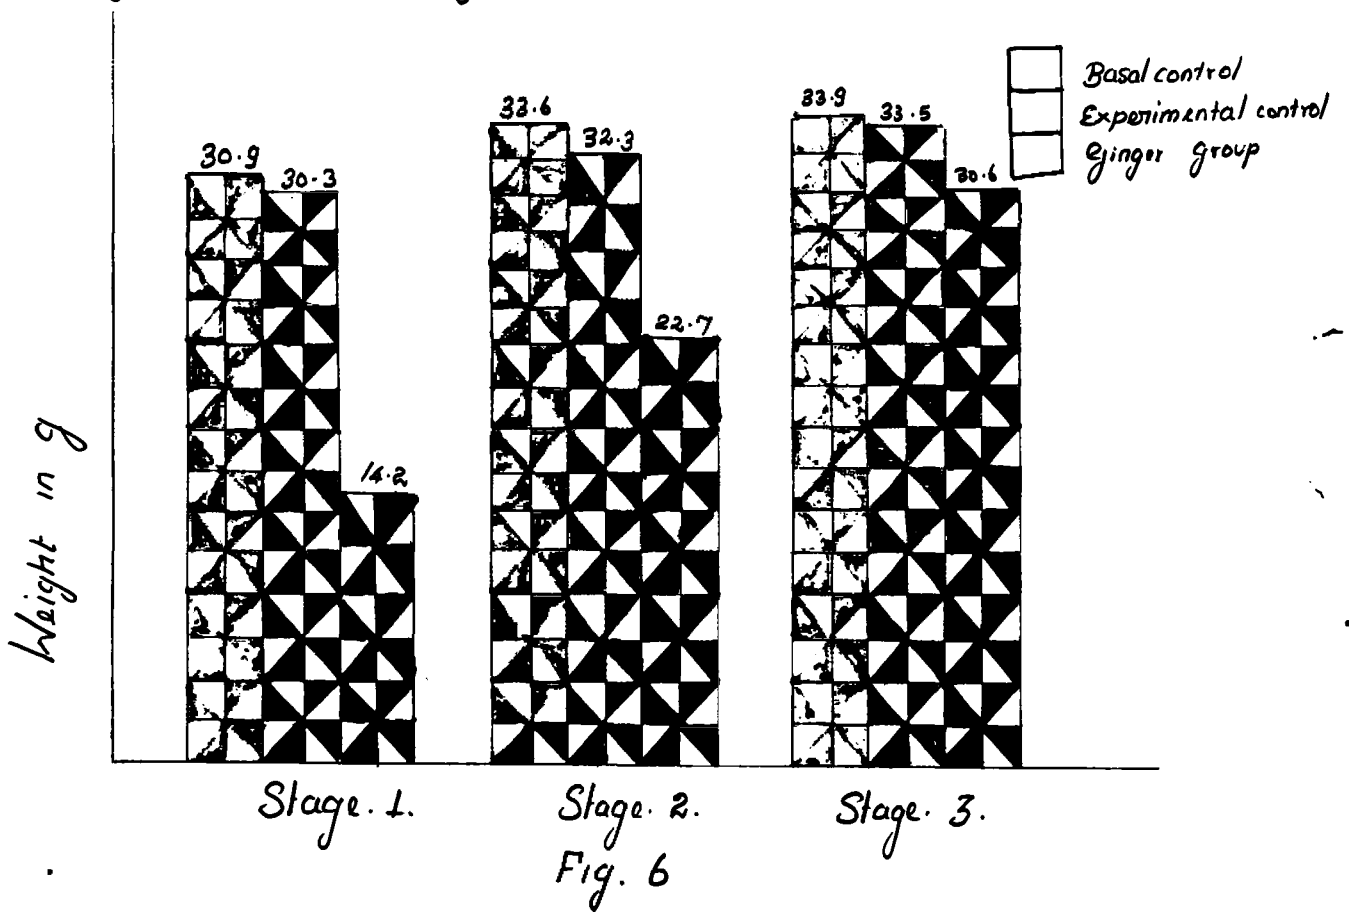 33.6
33.9
33.5
32.3
30.9
30.3
30.6
22.7
14.2
Basal control
Experimental control
Ginger group
Weight in g
Stage. 1.
Stage. 2.
Stage. 3.
Fig. 6